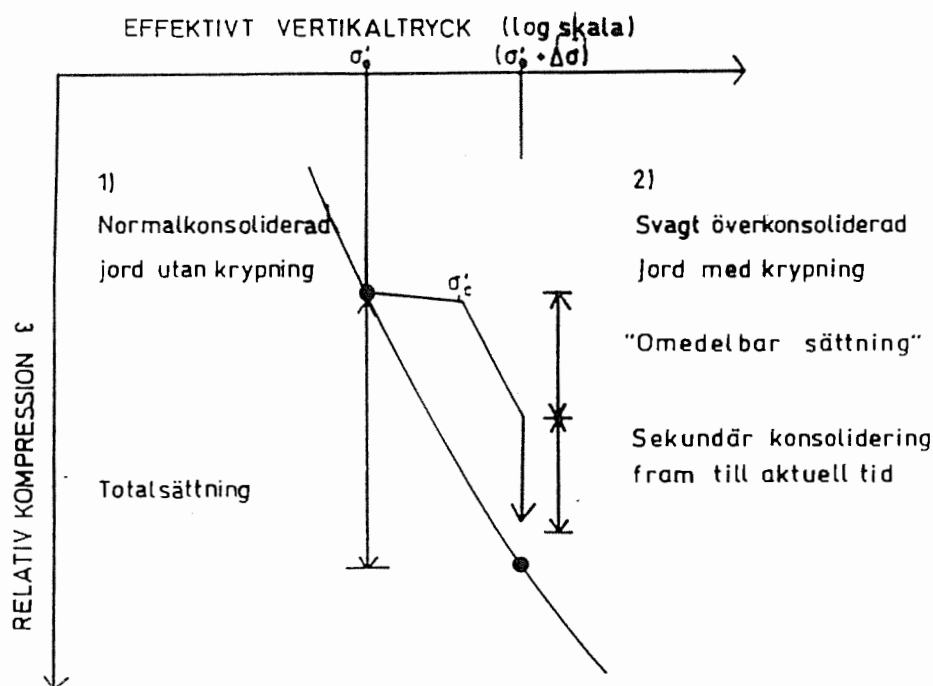 EFFEKTIVT VERTIKALTRYCK (log skala)
σ'₀ (σ'₀ + Δσ)
1)
Normalkonsoliderad
jord utan krypning
2)
Svagt överkonsoliderad
Jord med krypning
σ'c
"Omedelbar sättning"
Sekundär konsolidering
fram till aktuell tid
Totalsättning
RELATIV KOMPRESSION ε